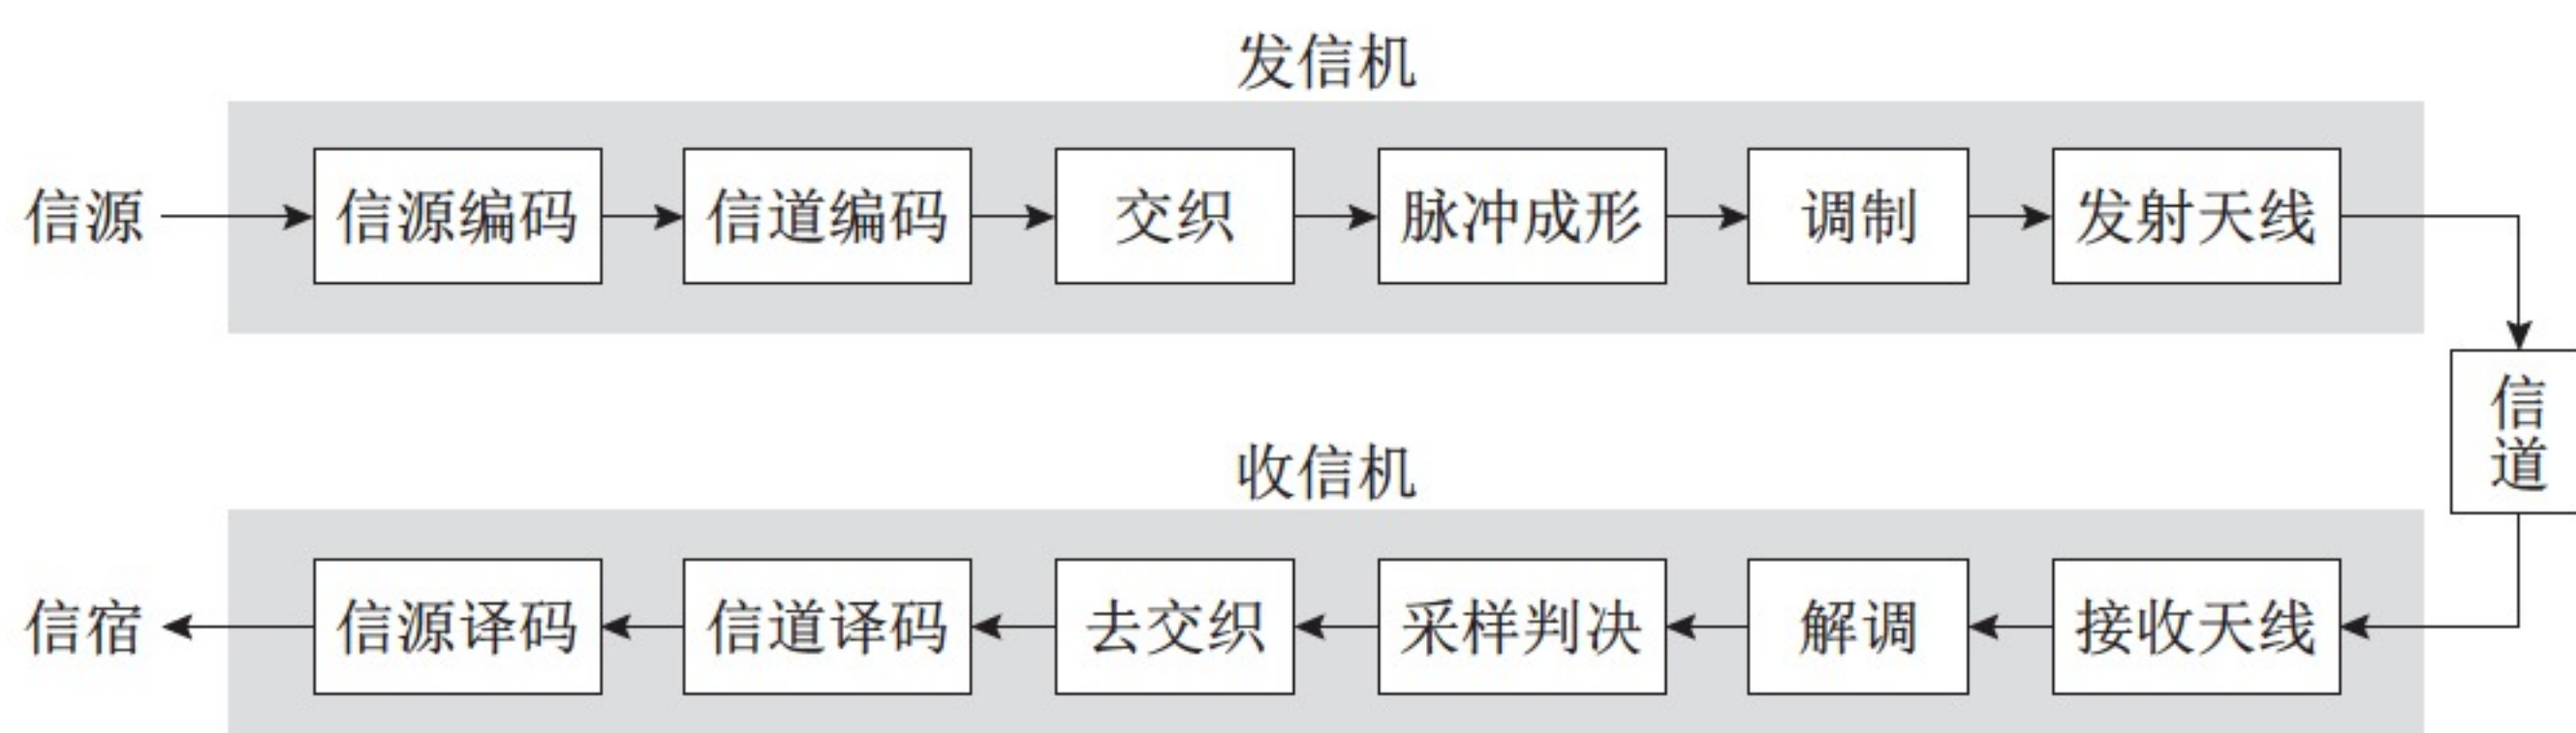 发信机
信源 信源编码 信道编码 交织 脉冲成形 调制 发射天线
信道
收信机
信宿 信源译码 信道译码 去交织 采样判决 解调 接收天线